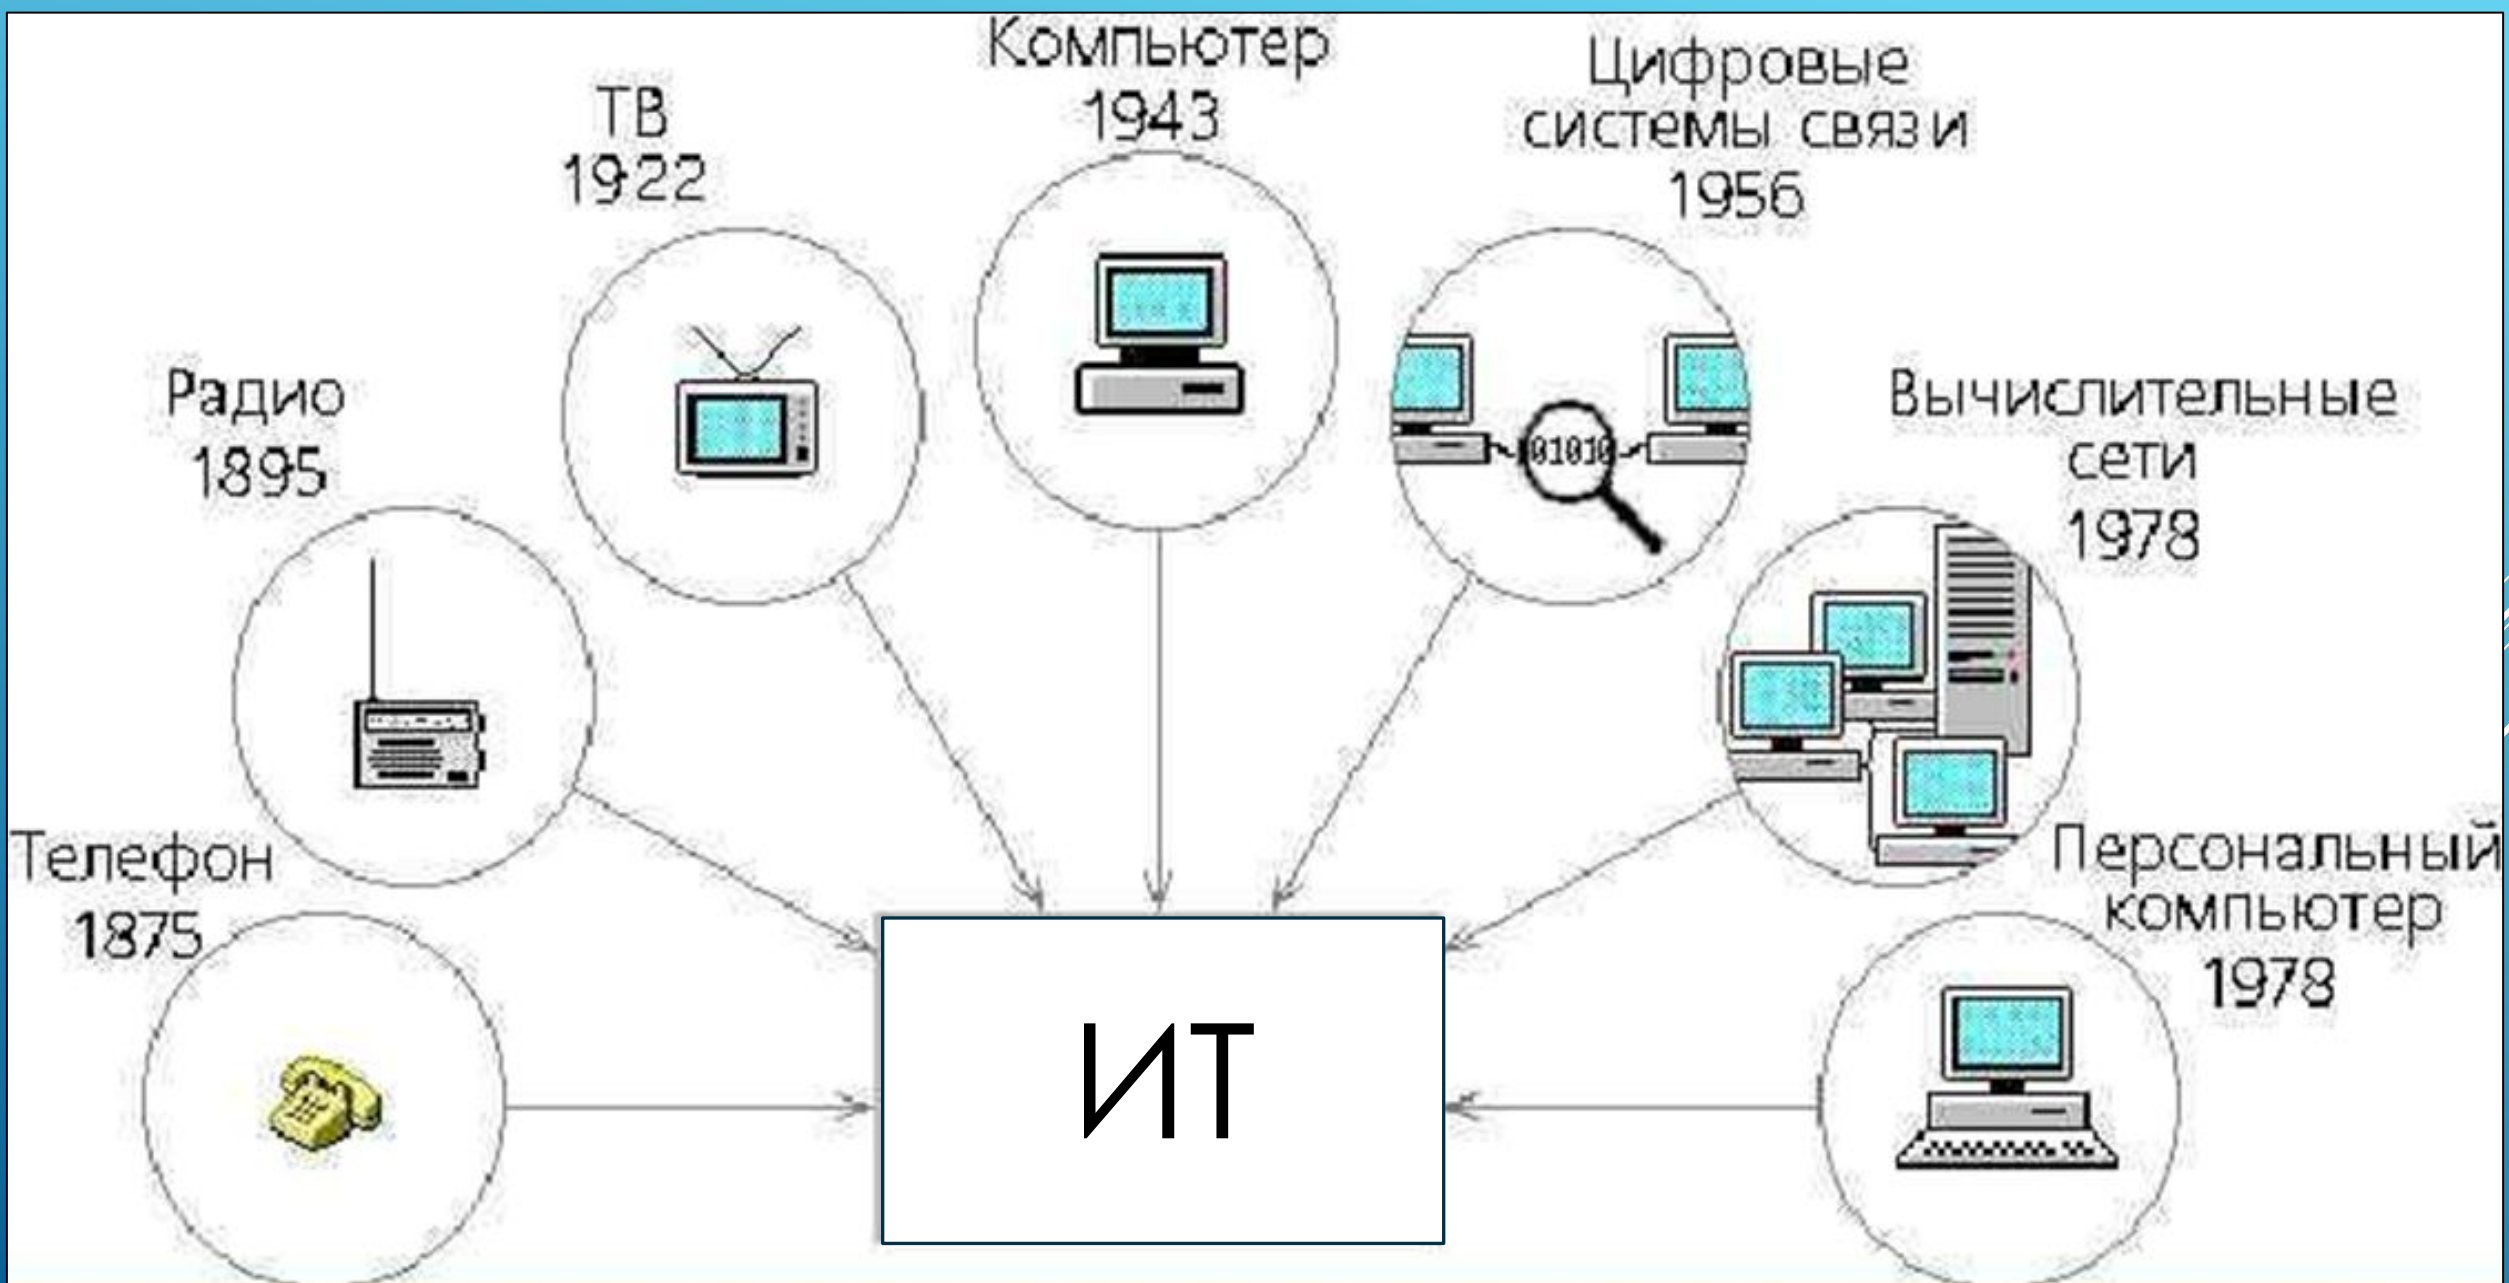 Компьютер
1943
Цифровые
системы связи
1956
ТВ
1922
Радио
1895
Вычислительные
сети
1978
01010
Телефон
1875
Персональный
компьютер
1978
ИТ